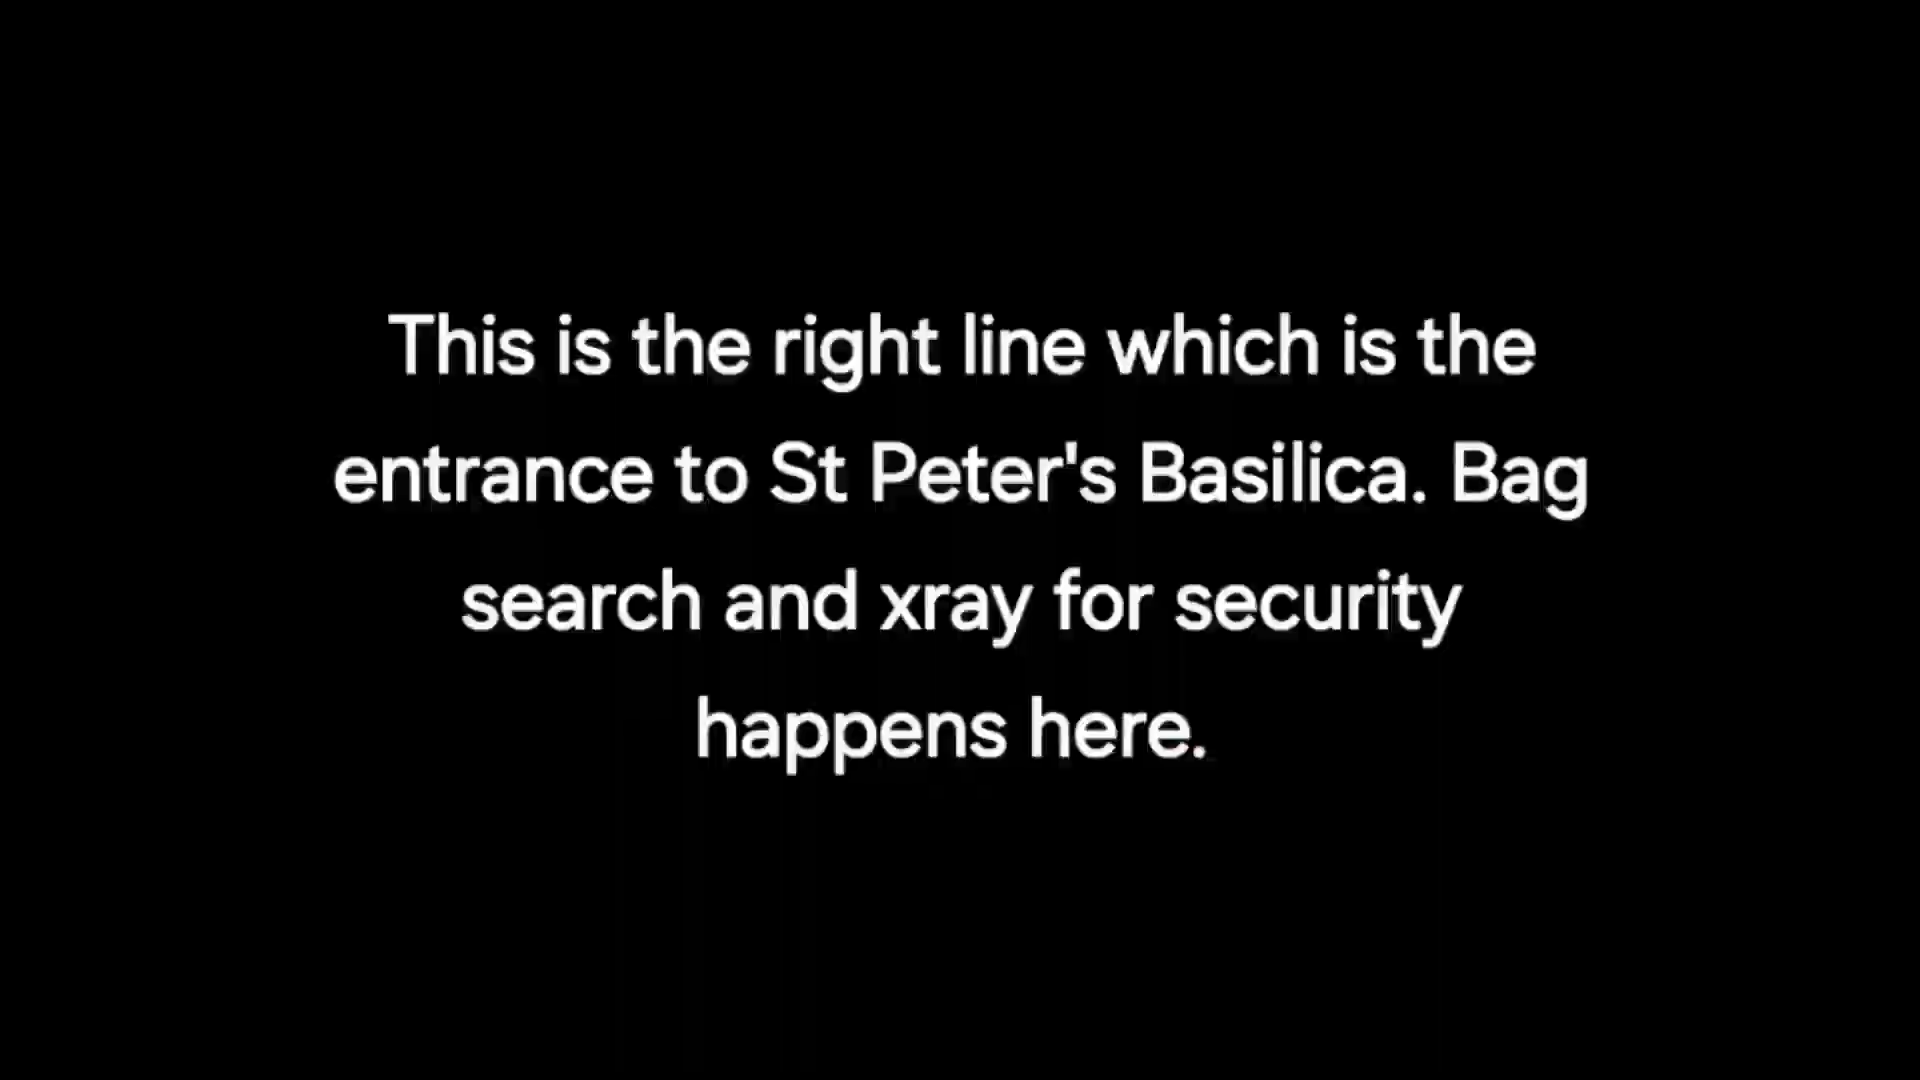 This is the right line which is the
entrance to St Peter's Basilica. Bag
search and xray for security
happens here.